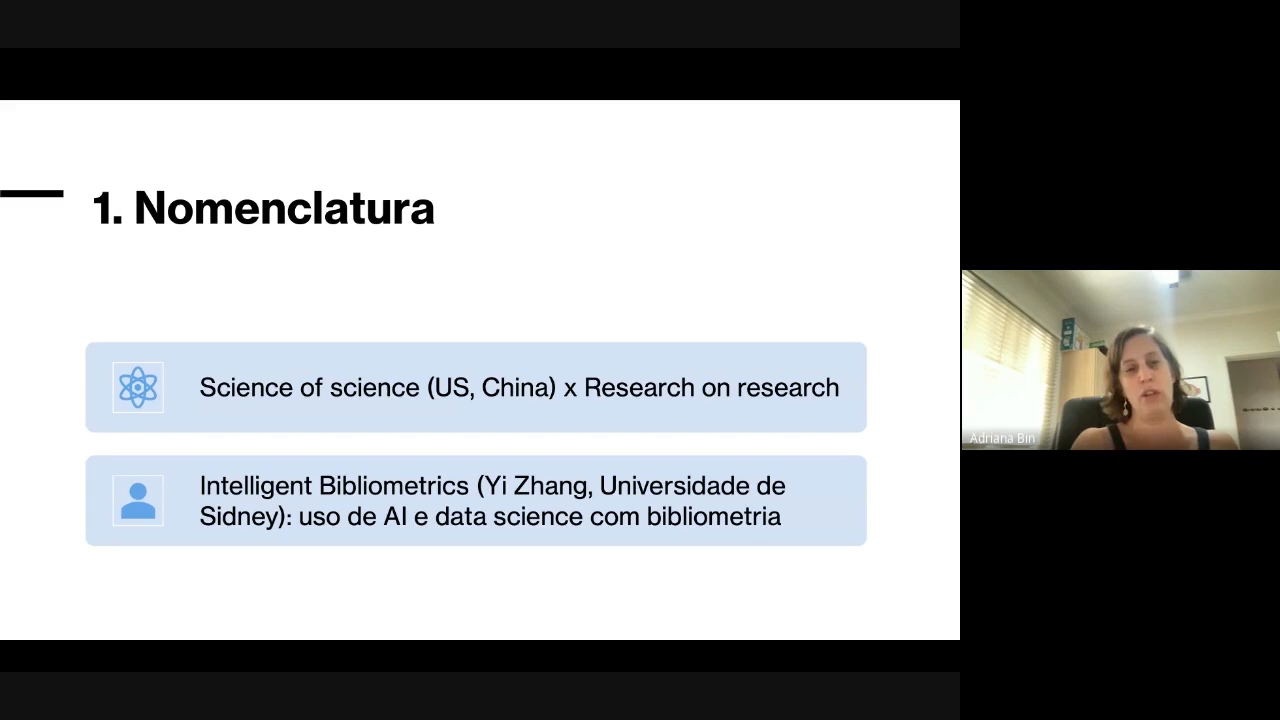 1. Nomenclatura
Science of science (US, China) x Research on research
Intelligent Bibliometrics (Yi Zhang, Universidade de
Sidney): uso de AI e data science com bibliometria
Adriana Bin